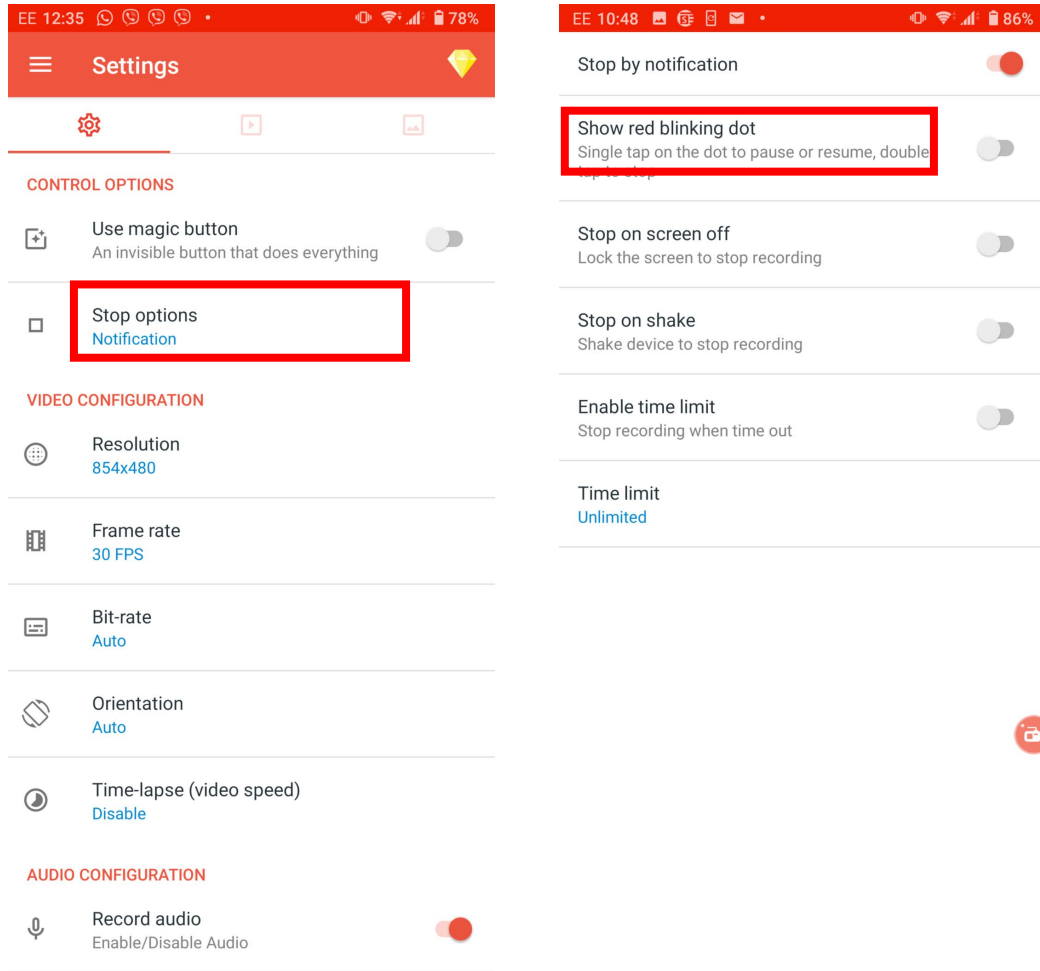 EE 12:35
78%
Settings
CONTROL OPTIONS
Use magic button
An invisible button that does everything
Stop options
Notification
VIDEO CONFIGURATION
Resolution
854x480
Frame rate
30 FPS
Bit-rate
Auto
Orientation
Auto
Time-lapse (video speed)
Disable
AUDIO CONFIGURATION
Record audio
Enable/Disable Audio
EE 10:48
86%
Stop by notification
Show red blinking dot
Single tap on the dot to pause or resume, double
tap to stop
Stop on screen off
Lock the screen to stop recording
Stop on shake
Shake device to stop recording
Enable time limit
Stop recording when time out
Time limit
Unlimited